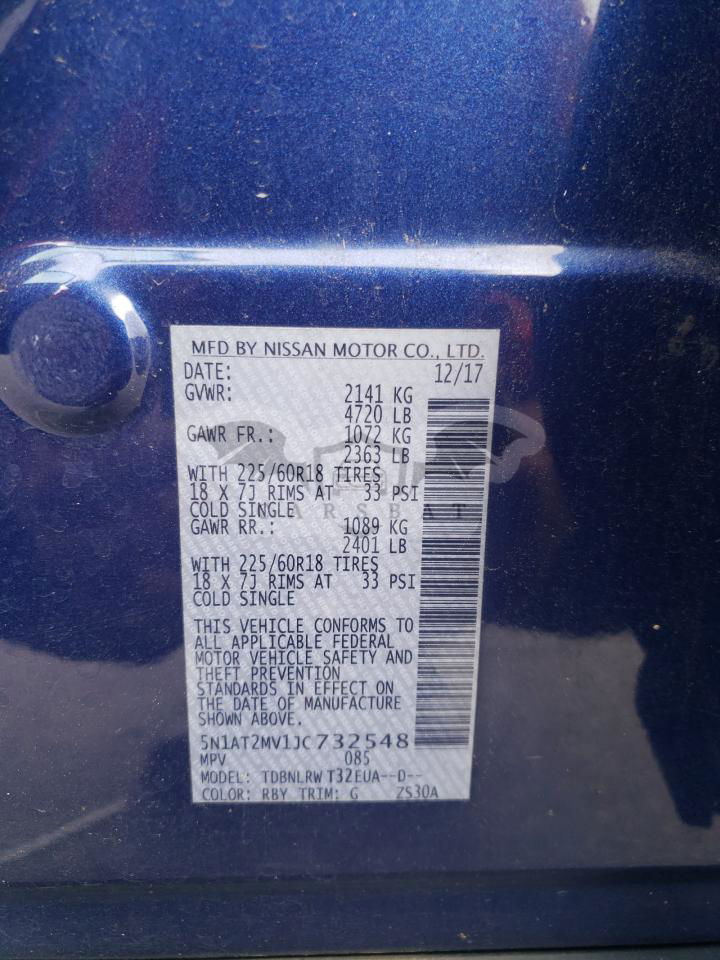 MFD BY NISSAN MOTOR CO., LTD.
DATE: 12/17
GVWR: 2141 KG
4720 LB
GAWR FR.: 1072 KG
2363 LB
WITH 225/60R18 TIRES
18 X 7J RIMS AT 33 PSI
COLD SINGLE
GAWR RR.: 1089 KG
2401 LB
WITH 225/60R18 TIRES
18 X 7J RIMS AT 33 PSI
COLD SINGLE
THIS VEHICLE CONFORMS TO
ALL APPLICABLE FEDERAL
MOTOR VEHICLE SAFETY AND
THEFT PREVENTION
STANDARDS IN EFFECT ON
THE DATE OF MANUFACTURE
SHOWN ABOVE.
5N1AT2MV1JC732548
MPV 085
MODEL: TDBNLRW T32EUA--D--
COLOR: RBY TRIM: G ZS30A